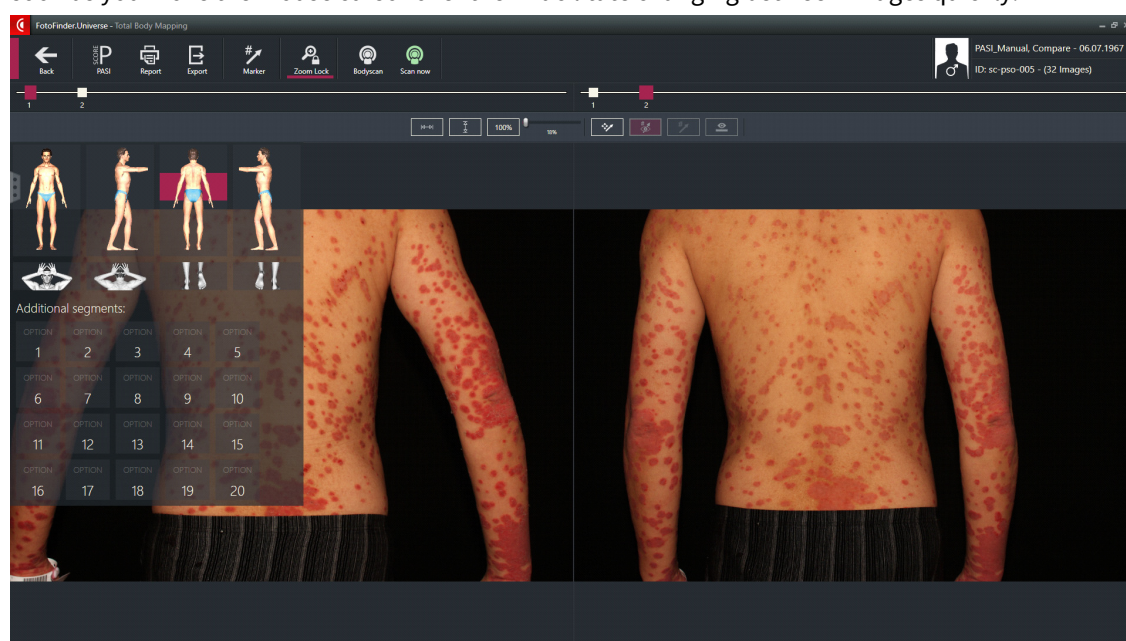 FotoFinder.Universe - Total Body Mapping
PASI_Manual, Compare - 06.07.1967
ID: sc-pso-005 - (32 Images)
SCORE
PASI
Back
Report
Export
Marker
Zoom Lock
Bodyscan
Scan now
1 2
1 2
100%
10%
Additional segments:
OPTION OPTION OPTION OPTION OPTION
1 2 3 4 5
OPTION OPTION OPTION OPTION OPTION
6 7 8 9 10
OPTION OPTION OPTION OPTION OPTION
11 12 13 14 15
OPTION OPTION OPTION OPTION OPTION
16 17 18 19 20